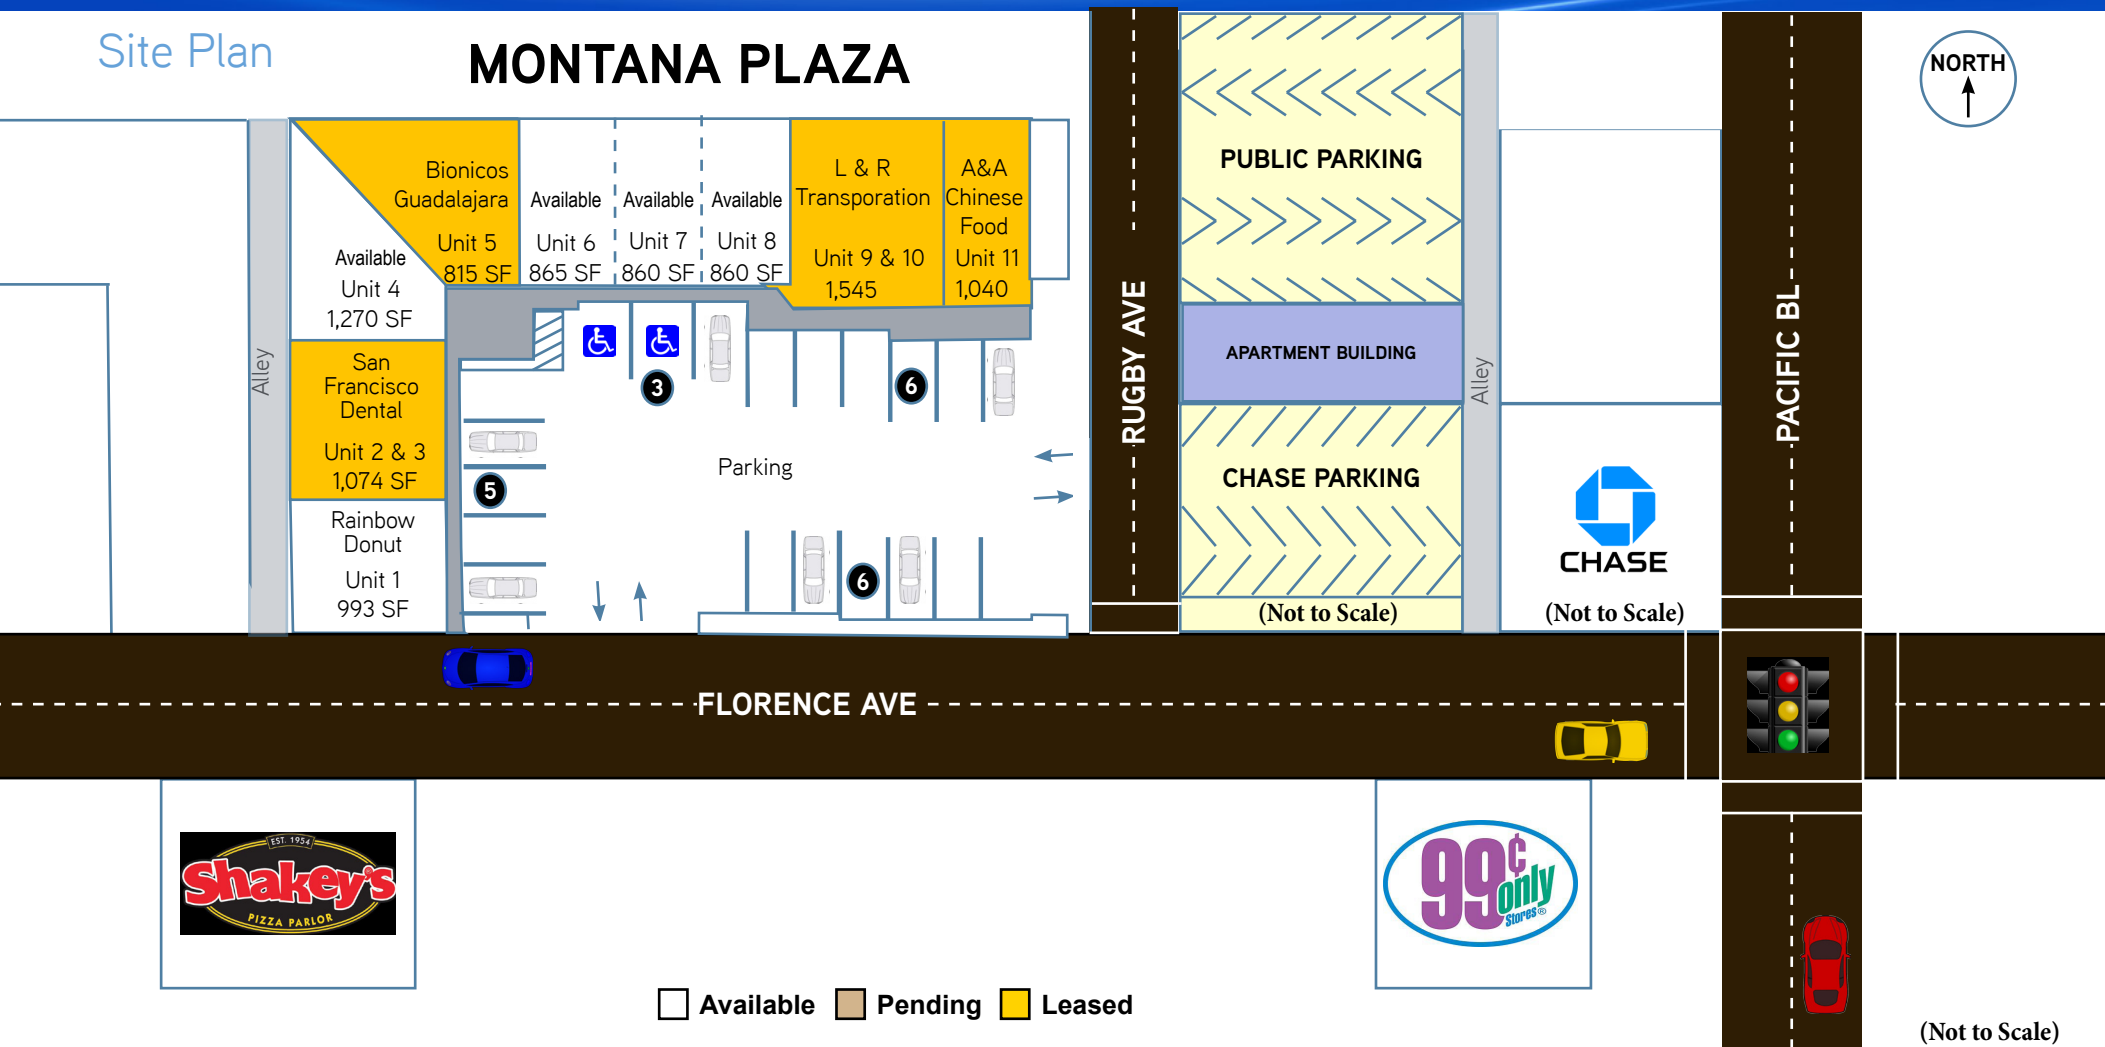 Site Plan
MONTANA PLAZA
NORTH
Bionicos
Guadalajara
Unit 5
815 SF
Available
Unit 6
865 SF
Available
Unit 7
860 SF
Available
Unit 8
860 SF
L & R
Transporation
Unit 9 & 10
1,545
A&A
Chinese
Food
Unit 11
1,040
Available
Unit 4
1,270 SF
San
Francisco
Dental
Unit 2 & 3
1,074 SF
Rainbow
Donut
Unit 1
993 SF
Alley
3
6
5
6
Parking
RUGBY AVE
PUBLIC PARKING
APARTMENT BUILDING
CHASE PARKING
(Not to Scale)
Alley
CHASE
(Not to Scale)
PACIFIC BL
FLORENCE AVE
EST. 1954
Shakey's
PIZZA PARLOR
99¢
only
Stores®
Available
Pending
Leased
(Not to Scale)